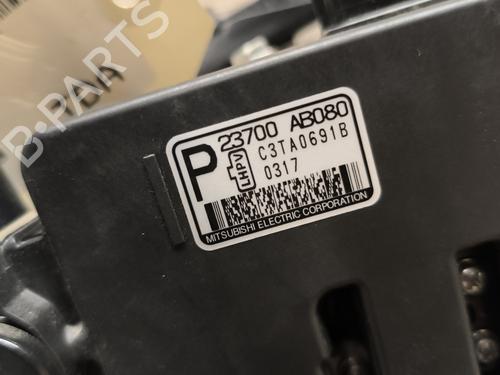 B-PARTS
P
23700 AB080
LHPV
C3TA0691B
0317
MITSUBISHI ELECTRIC CORPORATION